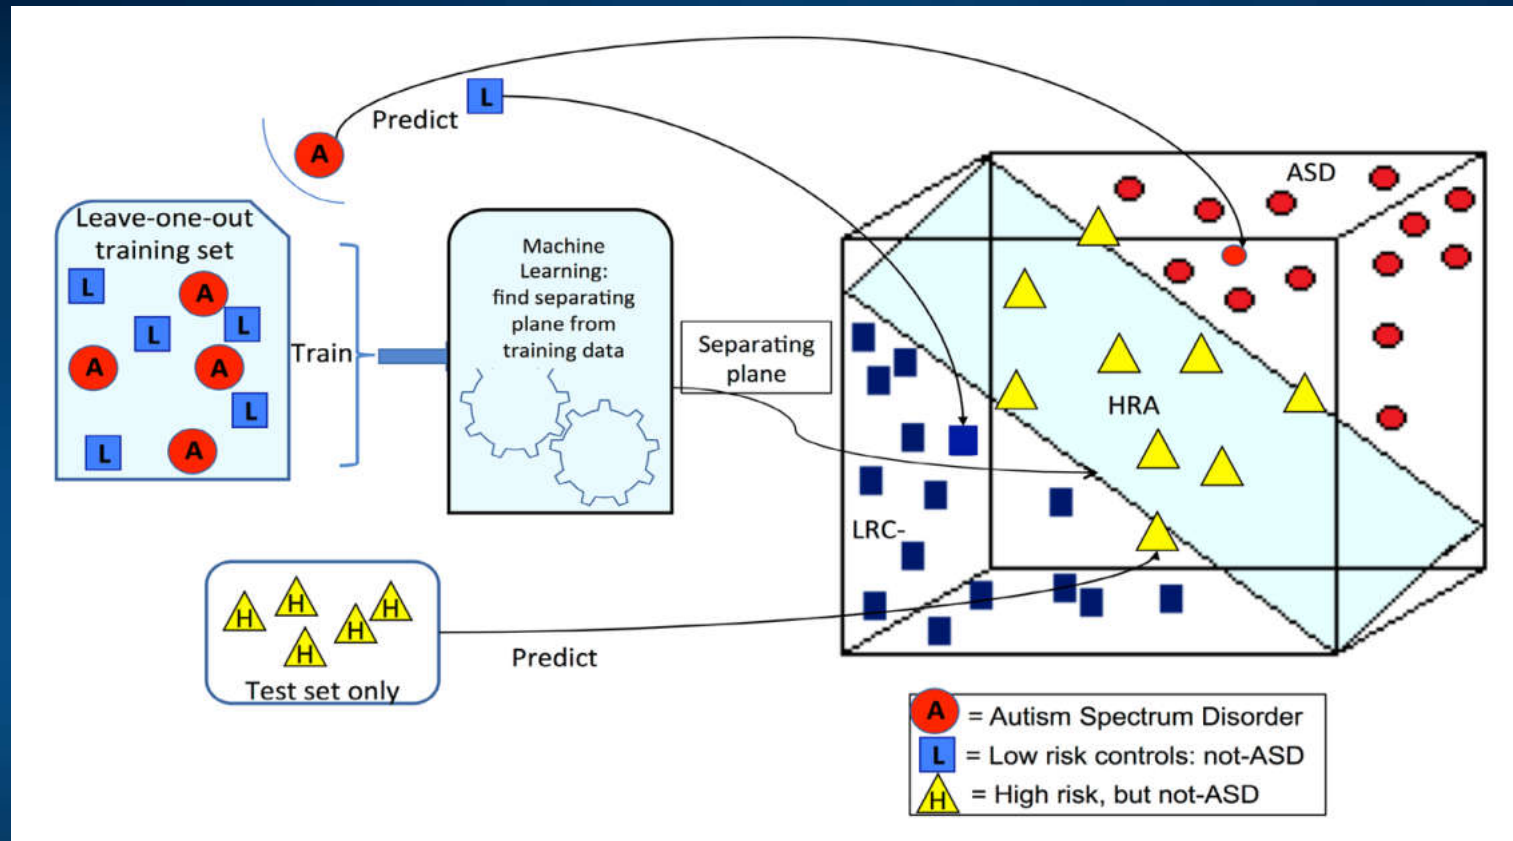 L
Predict
A
ASD
Leave-one-out
training set
L
A
L
L
A
A
L
L
A
Train
Machine
Learning:
find separating
plane from
training data
Separating
plane
HRA
LRC-
H
H
H
H
H
Test set only
Predict
A = Autism Spectrum Disorder
L = Low risk controls: not-ASD
H = High risk, but not-ASD